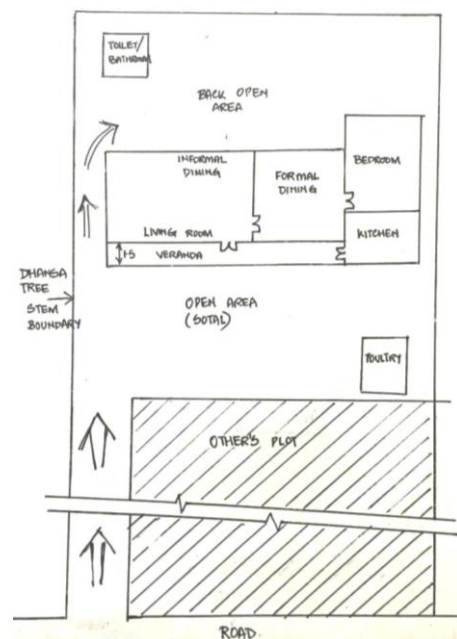 TOILET/
BATHROOM
BACK OPEN
AREA
INFORMAL
DINING
FORMAL
DINING
BEDROOM
LIVING ROOM
KITCHEN
1.5
VERANDA
DHANSA
TREE
STEM
BOUNDARY
OPEN AREA
(SOTAL)
POULTRY
OTHER'S PLOT
ROAD